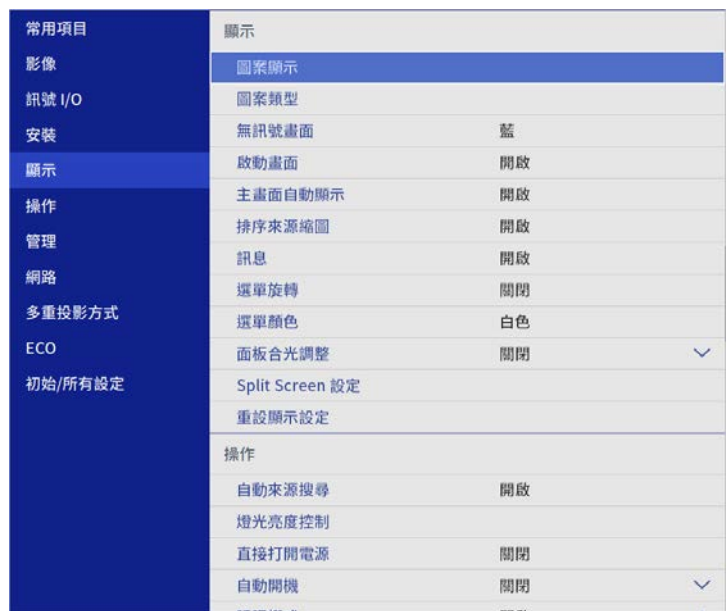 常用項目
影像
訊號 I/O
安裝
顯示
操作
管理
網路
多重投影方式
ECO
初始/所有設定
顯示
圖案顯示
圖案類型
無訊號畫面 藍
啟動畫面 開啟
主畫面自動顯示 開啟
排序來源縮圖 開啟
訊息 開啟
選單旋轉 關閉
選單顏色 白色
面板合光調整 關閉
Split Screen 設定
重設顯示設定
操作
自動來源搜尋 開啟
燈光亮度控制
直接打開電源 關閉
自動開機 關閉